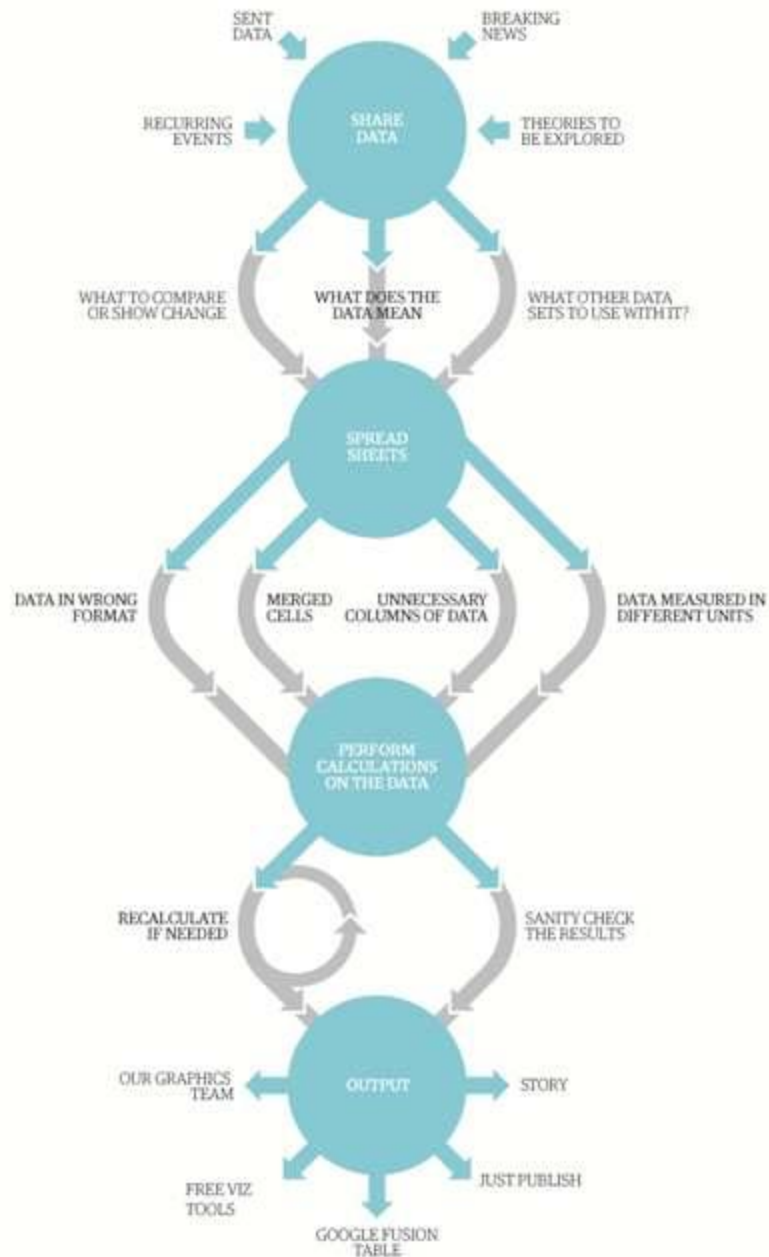 SENT
DATA
BREAKING
NEWS
RECURRING
EVENTS
SHARE
DATA
THEORIES TO
BE EXPLORED
WHAT TO COMPARE
OR SHOW CHANGE
WHAT DOES THE
DATA MEAN
WHAT OTHER DATA
SETS TO USE WITH IT?
SPREAD
SHEETS
DATA IN WRONG
FORMAT
MERGED
CELLS
UNNECESSARY
COLUMNS OF DATA
DATA MEASURED IN
DIFFERENT UNITS
PERFORM
CALCULATIONS
ON THE DATA
RECALCULATE
IF NEEDED
SANITY CHECK
THE RESULTS
OUR GRAPHICS
TEAM
OUTPUT
STORY
FREE VIZ
TOOLS
JUST PUBLISH
GOOGLE FUSION
TABLE